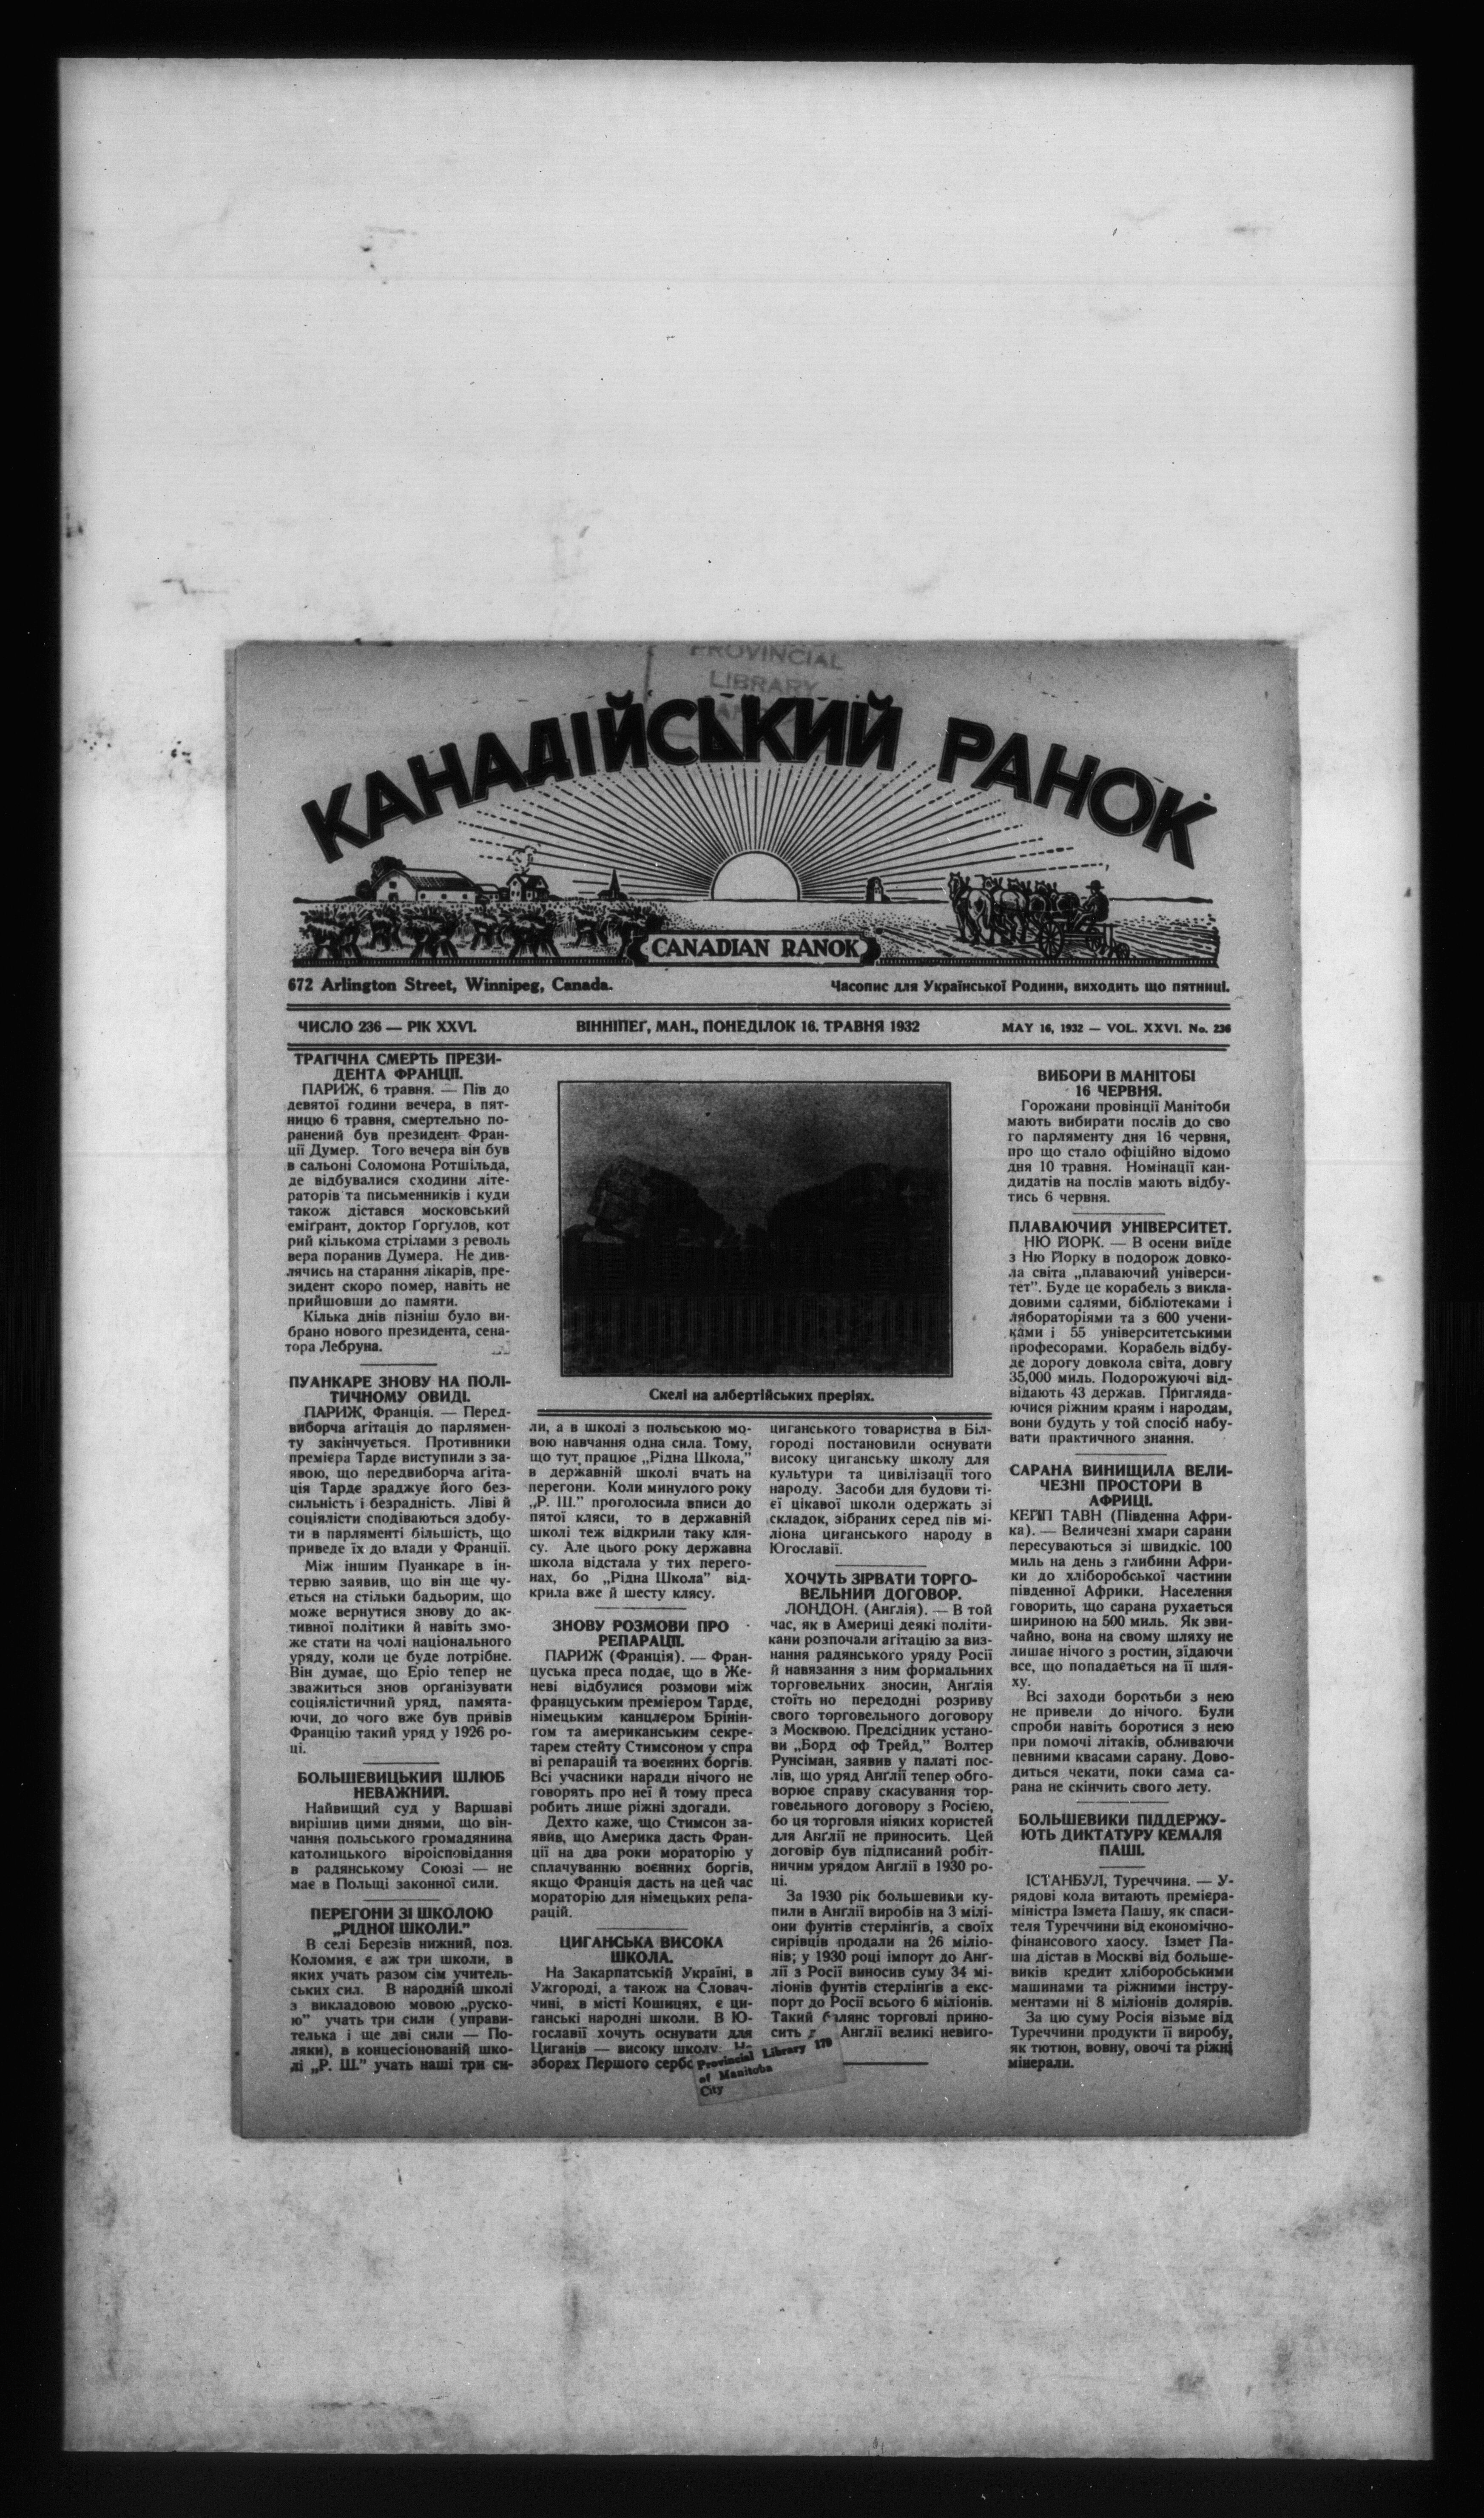 PROVINCIAL
LIBRARY
КАНАДІЙСЬКИЙ РАНОК
CANADIAN RANOK
672 Arlington Street, Winnipeg, Canada.
Часопис для Української Родини, виходить що пятниці.
ЧИСЛО 236 — РІК XXVI.
ВІННІПЕҐ, МАН., ПОНЕДІЛОК 16. ТРАВНЯ 1932
MAY 16, 1932 — VOL. XXVI. No. 236
ТРАГІЧНА СМЕРТЬ ПРЕЗИ-
ДЕНТА ФРАНЦІЇ.
ПАРИЖ, 6 травня. — Пів до
девятої години вечера, в пят-
ницю 6 травня, смертельно по-
ранений був президент Фран-
ції Думер. Того вечера він був
в сальоні Соломона Ротшільда,
де відбувалися сходини літе-
раторів та письменників і куди
також дістався московський
еміґрант, доктор Горгулов, кот
рий кількома стрілами з револь
вера поранив Думера. Не див-
лячись на старання лікарів, пре-
зидент скоро помер, навіть не
прийшовши до памяти.
Кілька днів пізніш було ви-
брано нового президента, сена-
тора Лебруна.
ПУАНКАРЕ ЗНОВУ НА ПОЛІ-
ТИЧНОМУ ОВИДІ.
ПАРИЖ, Франція. — Перед-
виборча агітація до парлямен-
ту закінчується. Противники
премієра Тардє виступили з за-
явою, що передвиборча агіта-
ція Тардє зраджує його без-
сильність і безрадність. Ліві й
соціялісти сподіваються здобу-
ти в парляменті більшість, що
приведе їх до влади у Франції.
Між іншим Пуанкаре в ін-
тервю заявив, що він ще чу-
ється на стільки бадьорим, що
може вернутися знову до ак-
тивної політики й навіть змо-
же стати на чолі національного
уряду, коли це буде потрібне.
Він думає, що Еріо тепер не
зважиться знов організувати
соціялістичний уряд, памята-
ючи, до чого вже був привів
Францію такий уряд у 1926 ро-
ці.
БОЛЬШЕВИЦЬКИЙ ШЛЮБ
НЕВАЖНИЙ.
Найвищий суд у Варшаві
вирішив цими днями, що він-
чання польського громадянина
католицького віроісповідання
в радянському Союзі — не
має в Польщі законної сили.
ПЕРЕГОНИ ЗІ ШКОЛОЮ
„РІДНОЇ ШКОЛИ.”
В селі Березів нижний, пов.
Коломия, є аж три школи, в
яких учать разом сім учитель-
ських сил. В народній школі
з викладовою мовою „руско-
ю” учать три сили (управи-
телька і ще дві сили — По-
ляки), в концесіонованій шко-
лі „Р. Ш.” учать наші три си-
Скелі на албертійських преріях.
ли, а в школі з польською мо-
вою навчання одна сила. Тому,
що тут працює „Рідна Школа,”
в державній школі вчать на
перегони. Коли минулого року
„Р. Ш.” проголосила вписи до
пятої кляси, то в державній
школі теж відкрили таку кля-
су. Але цього року державна
школа відстала у тих перего-
нах, бо „Рідна Школа” від-
крила вже й шесту клясу.
ЗНОВУ РОЗМОВИ ПРО
РЕПАРАЦІЇ.
ПАРИЖ (Франція). — Фран-
цуська преса подає, що в Же-
неві відбулися розмови між
французським премієром Тардє,
німецьким канцлєром Брінін-
ґом та американським секре-
тарем стейту Стимсоном у спра
ві репарацій та воєнних боргів.
Всі учасники наради нічого не
говорять про неї й тому преса
робить лише ріжні здогади.
Дехто каже, що Стимсон за-
явив, що Америка дасть Фран-
ції на два роки мораторію у
сплачуванню воєнних боргів,
якщо Франція дасть на цей час
мораторію для німецьких репа-
рацій.
ЦИГАНСЬКА ВИСОКА
ШКОЛА.
На Закарпатській Україні, в
Ужгороді, а також на Словач-
чині, в місті Кошицях, є ци-
ганські народні школи. В Ю-
гославії хочуть оснувати для
Циганів — високу школу.
зборах Першого
циганського товариства в Біл-
городі постановили оснувати
високу циганську школу для
культури та цивілізації того
народу. Засоби для будови ті-
єї цікавої школи одержать зі
складок, зібраних серед пів мі-
ліона циганського народу в
Югославії.
ХОЧУТЬ ЗІРВАТИ ТОРГО-
ВЕЛЬНИЙ ДОГОВОР.
ЛОНДОН. (Анґлія). — В той
час, як в Америці деякі політи-
кани розпочали агітацію за виз-
нання радянського уряду Росії
й навязання з ним формальних
торговельних зносин, Анґлія
стоїть но передодні розриву
свого торговельного договору
з Москвою. Предсідник устано-
ви „Борд оф Трейд,” Волтер
Рунсіман, заявив у палаті пос-
лів, що уряд Анґлії тепер обго-
ворює справу скасування тор-
говельного договору з Росією,
бо ця торговля ніяких користей
для Анґлії не приносить. Цей
договір був підписаний робіт-
ничим урядом Анґлії в 1930 ро-
ці.
За 1930 рік большевики ку-
пили в Анґлії виробів на 3 мілі-
они фунтів стерлінґів, а своїх
сирівців продали на 26 міліо-
нів; у 1930 році імпорт до Анґ-
лії з Росії виносив суму 34 мі-
ліонів фунтів стерлінґів а екс-
порт до Росії всього 6 міліонів.
Такий білянс торговлі прино-
сить Анґлії великі невиго-
Provincial Library 179
of Manitoba
City
ВИБОРИ В МАНІТОБІ
16 ЧЕРВНЯ.
Горожани провінції Манітоби
мають вибирати послів до сво
го парляменту дня 16 червня,
про що стало офіційно відомо
дня 10 травня. Номінації кан-
дидатів на послів мають відбу-
тись 6 червня.
ПЛАВАЮЧИЙ УНІВЕРСИТЕТ.
НЮ ЙОРК. — В осени виїде
з Ню Йорку в подорож довко-
ла світа „плаваючий універси-
тет”. Буде це корабель з викла-
довими салями, бібліотеками і
лябораторіями та з 600 учени-
ками і 55 університетськими
професорами. Корабель відбу-
де дорогу довкола світа, довгу
35,000 миль. Подорожуючі від-
відають 43 держав. Пригляда-
ючися ріжним краям і народам,
вони будуть у той спосіб набу-
вати практичного знання.
САРАНА ВИНИЩИЛА ВЕЛИ-
ЧЕЗНІ ПРОСТОРИ В
АФРИЦІ.
КЕЙП ТАВН (Південна Афри-
ка). — Величезні хмари сарани
пересуваються зі швидкіс. 100
миль на день з глибини Афри-
ки до хліборобської частини
південної Африки. Населення
говорить, що сарана рухається
шириною на 500 миль. Як зви-
чайно, вона на свому шляху не
лишає нічого з ростин, зїдаючи
все, що попадається на її шля-
ху.
Всі заходи боротьби з нею
не привели до нічого. Були
спроби навіть боротися з нею
при помочі літаків, обливаючи
певними квасами сарану. Дово-
диться чекати, поки сама са-
рана не скінчить свого лету.
БОЛЬШЕВИКИ ПІДДЕРЖУ-
ЮТЬ ДИКТАТУРУ КЕМАЛЯ
ПАШІ.
ІСТАНБУЛ, Туреччина. — У-
рядові кола витають премієра-
міністра Ізмета Пашу, як спаси-
теля Туреччини від економічно-
фінансового хаосу. Ізмет Па-
ша дістав в Москві від больше-
виків кредит хліборобськими
машинами та ріжними інстру-
ментами ні 8 міліонів долярів.
За цю суму Росія візьме від
Туреччини продукти її виробу,
як тютюн, вовну, овочі та ріжні
мінерали.